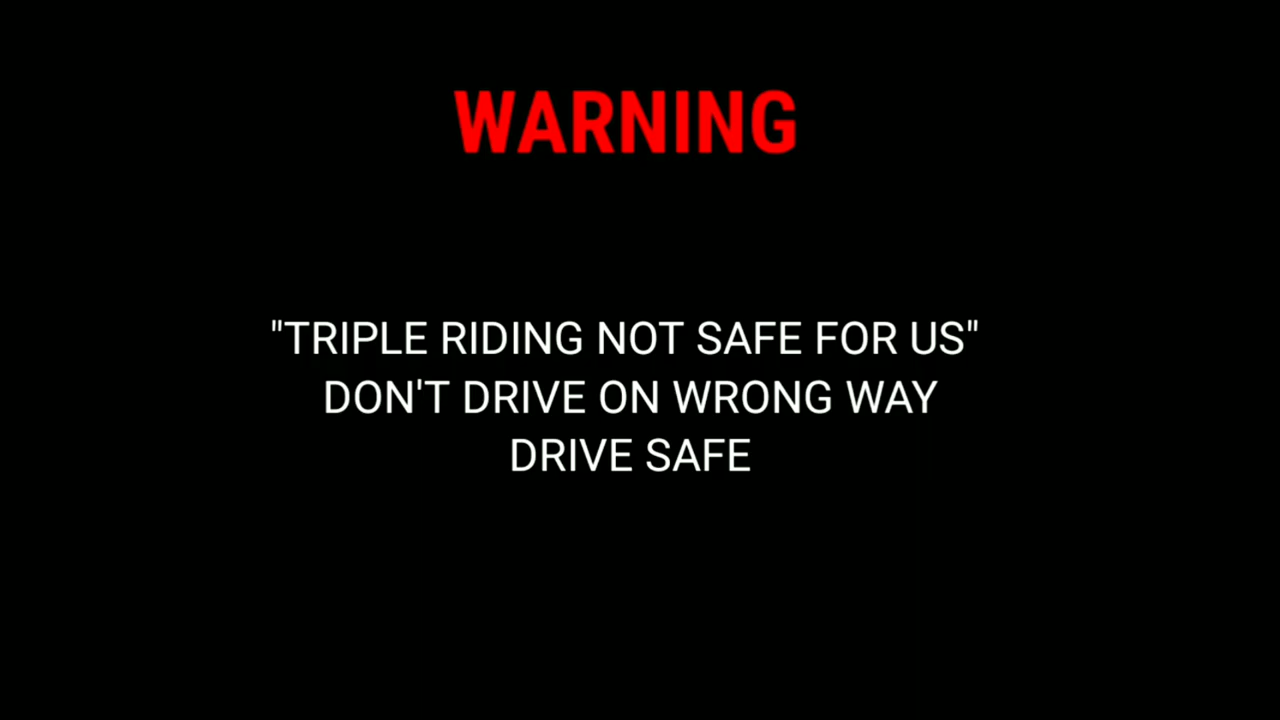 WARNING
"TRIPLE RIDING NOT SAFE FOR US"
DON'T DRIVE ON WRONG WAY
DRIVE SAFE